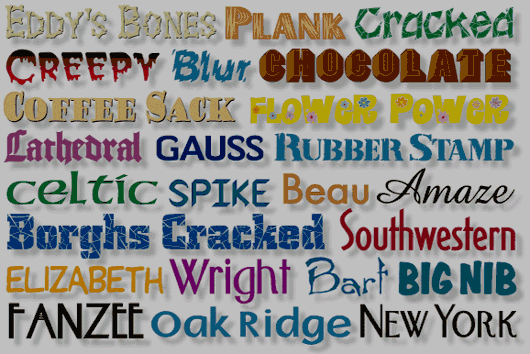 Eddy's Bones Plank Cracked
Creepy Blur CHOCOLATE
Coffee Sack Flower Power
Cathedral GAUSS Rubber Stamp
celtic SPIKE Beau Amaze
Borghs Cracked Southwestern
ELIZABETH Wright Bart BIG NIB
FANZEE Oak Ridge New York